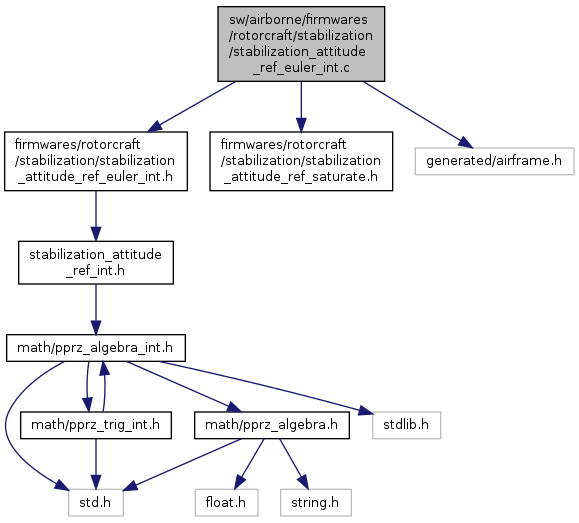 sw/airborne/firmwares
/rotorcraft/stabilization
/stabilization_attitude
_ref_euler_int.c
firmwares/rotorcraft
/stabilization/stabilization
_attitude_ref_euler_int.h
firmwares/rotorcraft
/stabilization/stabilization
_attitude_ref_saturate.h
generated/airframe.h
stabilization_attitude
_ref_int.h
math/pprz_algebra_int.h
math/pprz_trig_int.h
math/pprz_algebra.h
stdlib.h
std.h
float.h
string.h